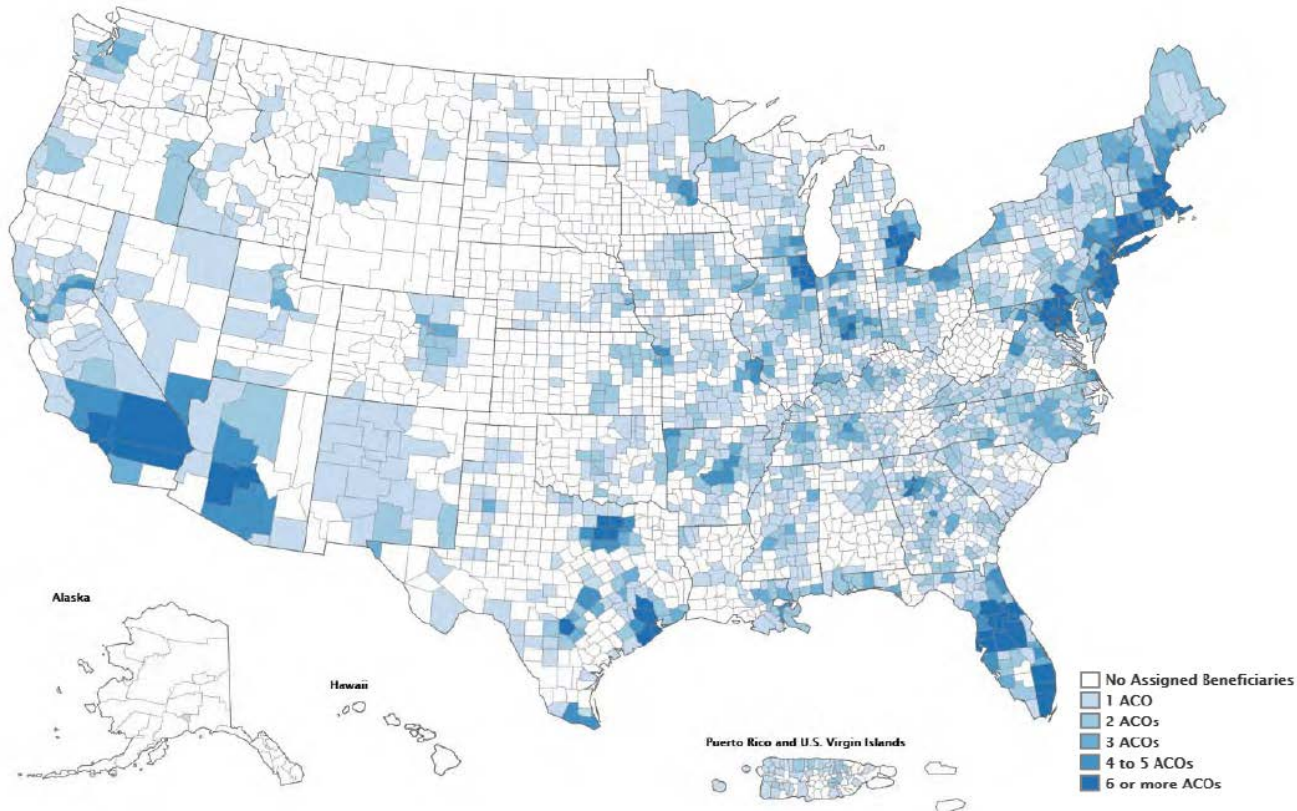 Alaska
Hawaii
Puerto Rico and U.S. Virgin Islands
No Assigned Beneficiaries
1 ACO
2 ACOs
3 ACOs
4 to 5 ACOs
6 or more ACOs